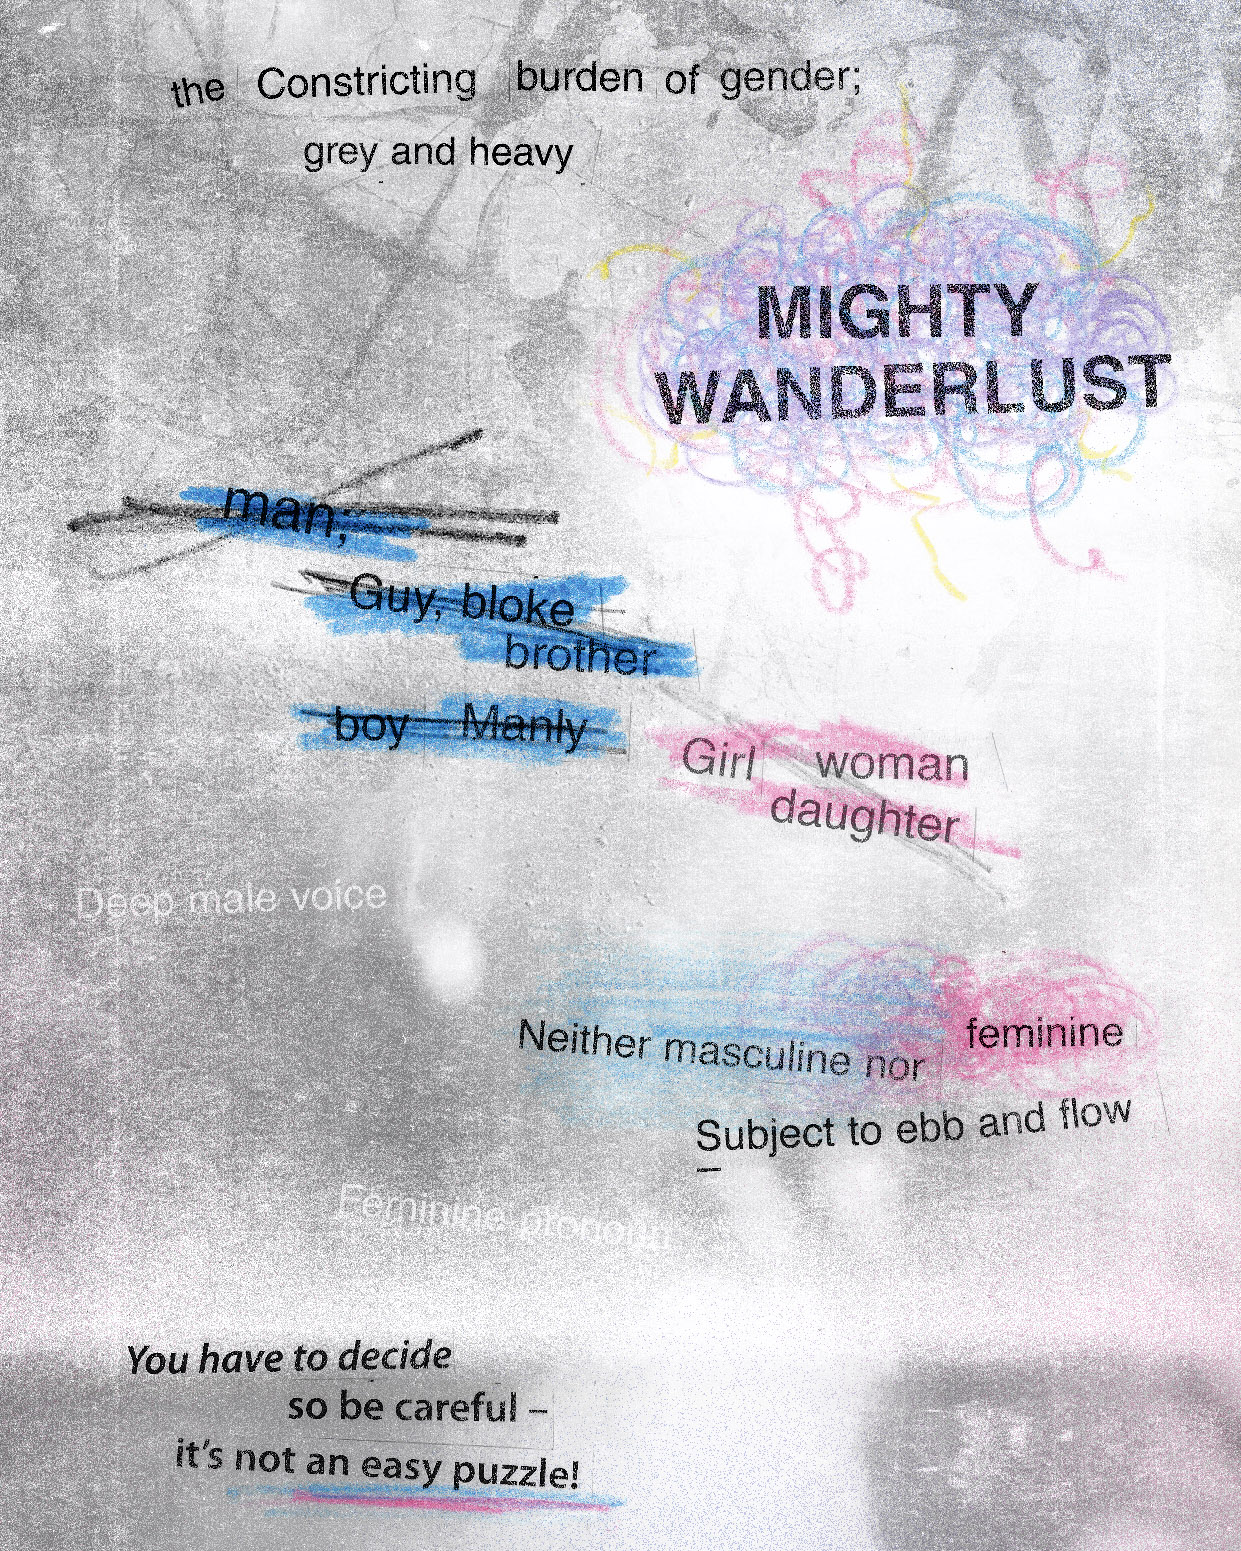 the Constricting burden of gender;
grey and heavy
MIGHTY
WANDERLUST
man;
Guy, bloke
brother
boy Manly
Girl woman
daughter
Deep male voice
Neither masculine nor feminine
Subject to ebb and flow
Feminine pronoun
You have to decide
so be careful –
it's not an easy puzzle!